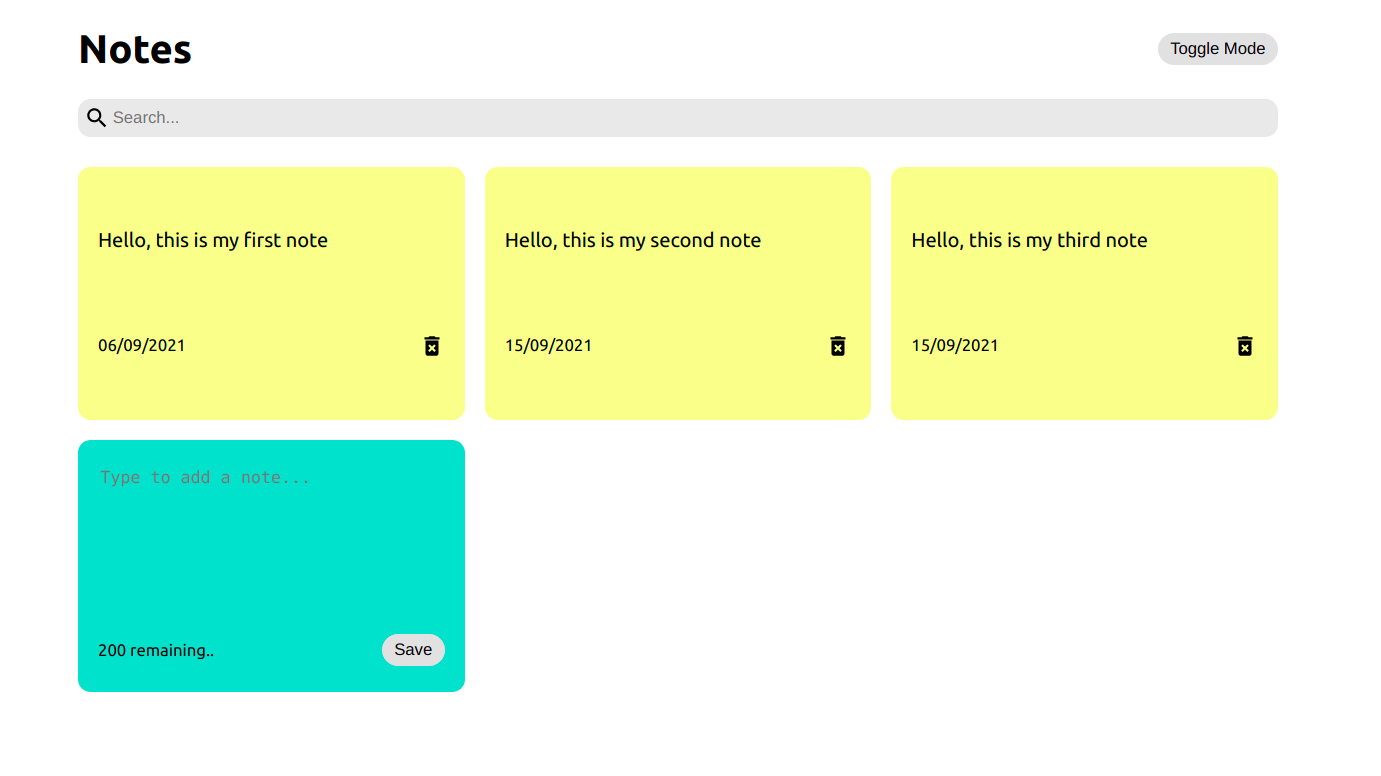 Notes
Toggle Mode
Search...
Hello, this is my first note
Hello, this is my second note
Hello, this is my third note
06/09/2021
15/09/2021
15/09/2021
Type to add a note...
200 remaining..
Save